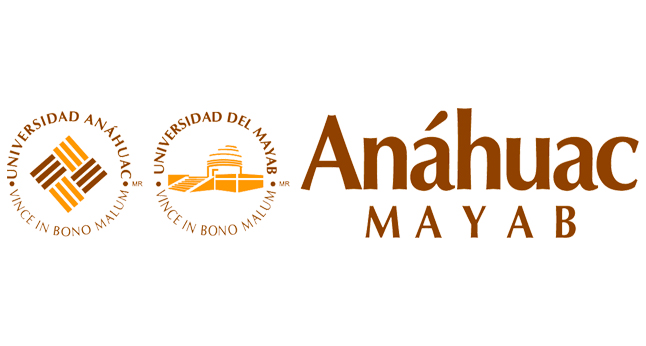 • UNIVERSIDAD ANÁHUAC •
VINCE IN BONO MALUM
MR
• UNIVERSIDAD DEL MAYAB •
VINCE IN BONO MALUM
MR
Anáhuac
MAYAB